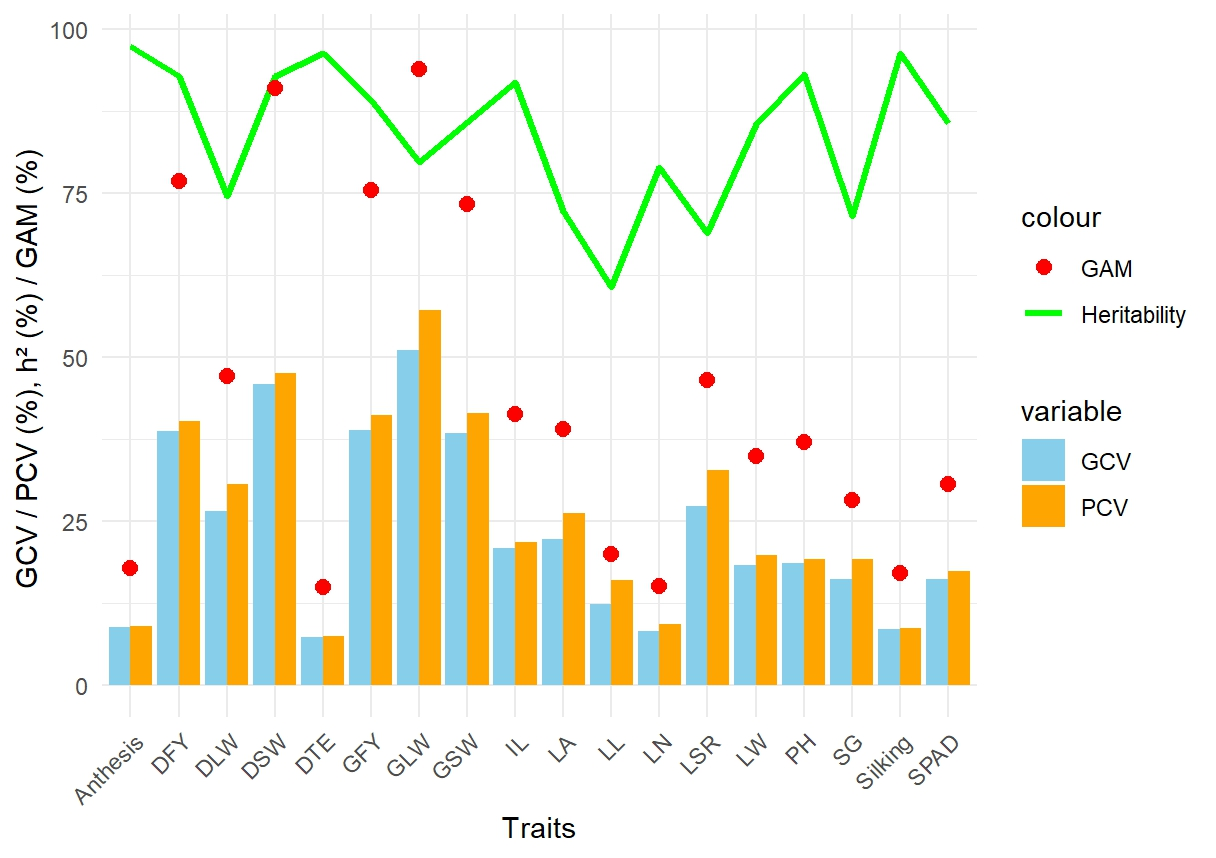 GCV / PCV (%), h² (%) / GAM (%)
100
75
50
25
0
Anthesis
DFY
DLW
DSW
DTE
GFY
GLW
GSW
IL
LA
LL
LN
LSR
LW
PH
SG
Silking
SPAD
Traits
colour
GAM
Heritability
variable
GCV
PCV